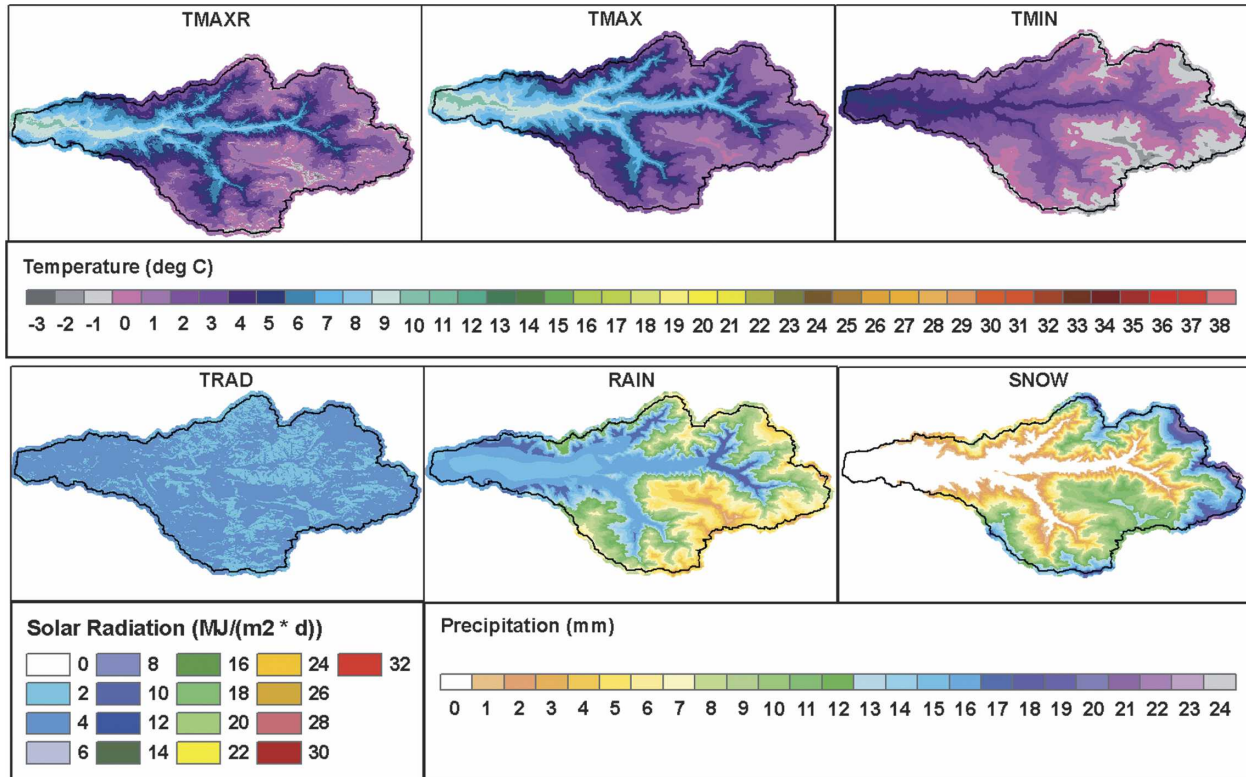 TMAXR
TMAX
TMIN
Temperature (deg C)
-3 -2 -1 0 1 2 3 4 5 6 7 8 9 10 11 12 13 14 15 16 17 18 19 20 21 22 23 24 25 26 27 28 29 30 31 32 33 34 35 36 37 38
TRAD
RAIN
SNOW
Solar Radiation (MJ/(m2 * d))
0 8 16 24 32
2 10 18 26
4 12 20 28
6 14 22 30
Precipitation (mm)
0 1 2 3 4 5 6 7 8 9 10 11 12 13 14 15 16 17 18 19 20 21 22 23 24